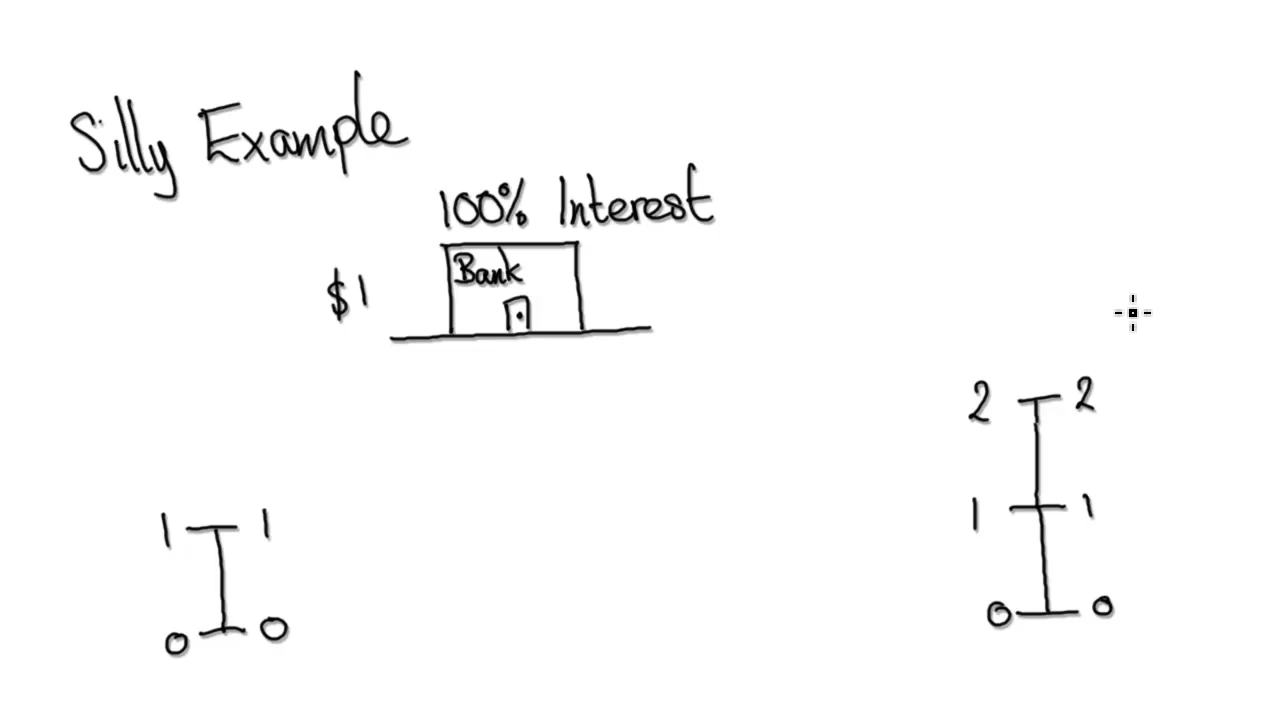 Silly Example
100% Interest
Bank
$1
2 2
1 1
1 1
0 0
0 0